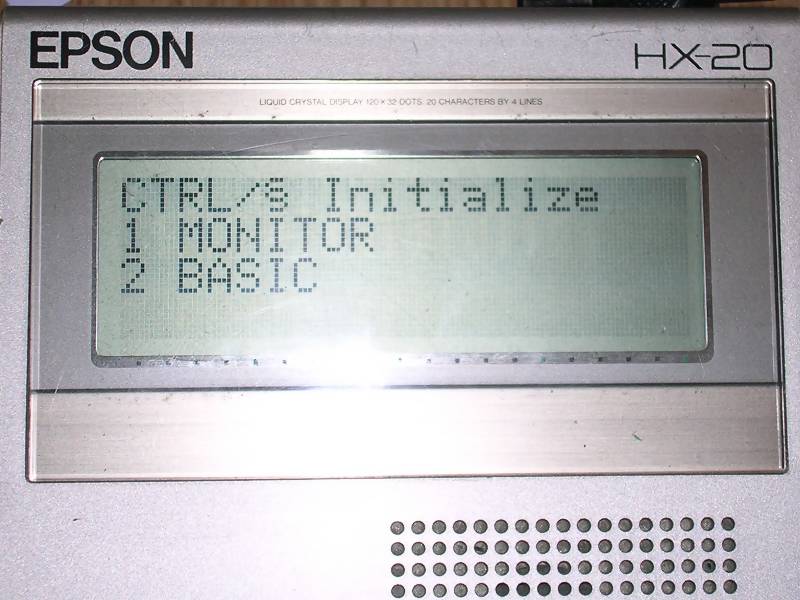 EPSON
HX-20
LIQUID CRYSTAL DISPLAY 120 × 32 DOTS. 20 CHARACTERS BY 4 LINES
CTRL/S Initialize
1 MONITOR
2 BASIC